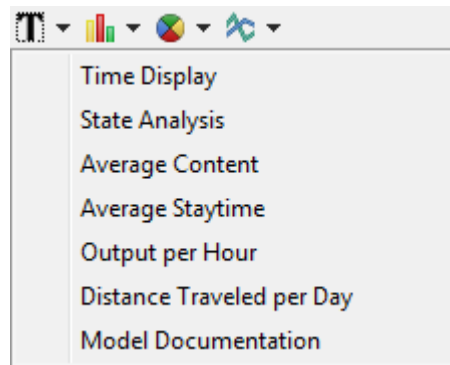 T
Time Display
State Analysis
Average Content
Average Staytime
Output per Hour
Distance Traveled per Day
Model Documentation